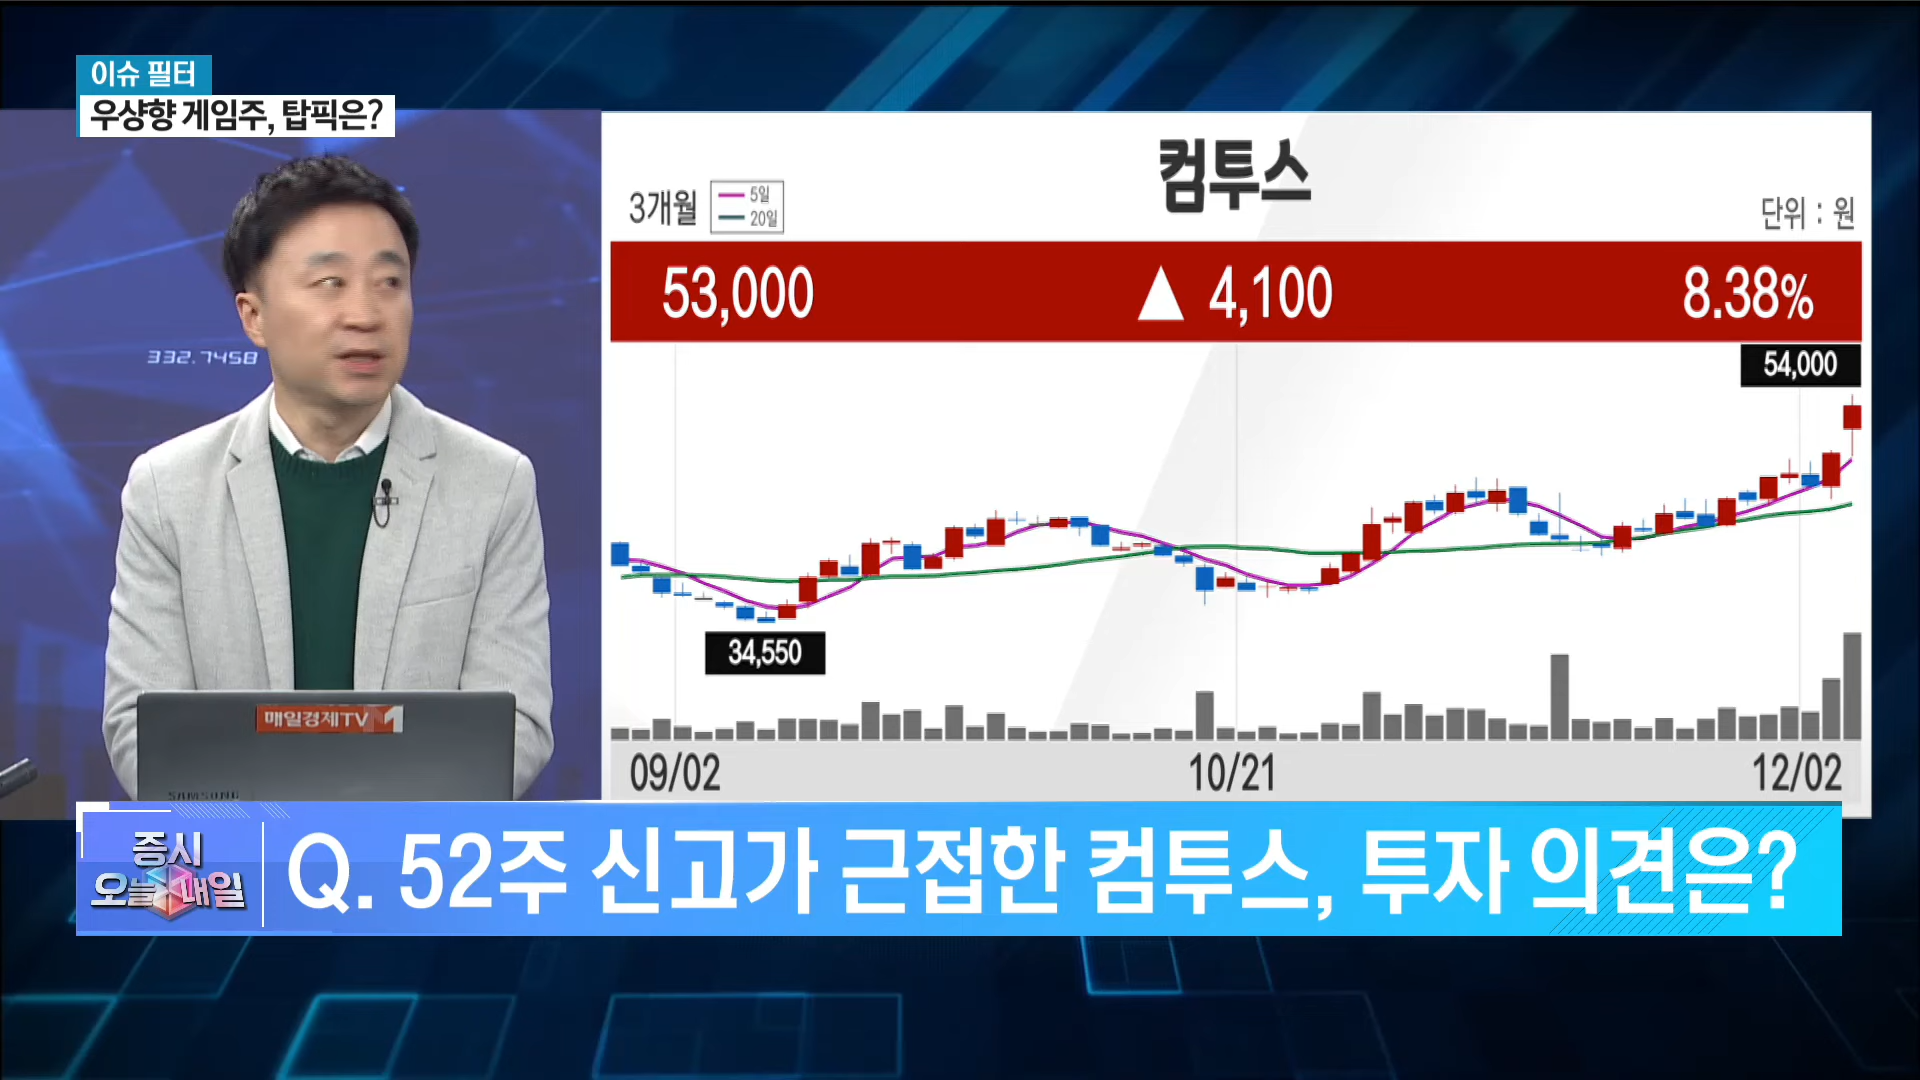 이슈 필터
우샹향 게임주, 탑픽은?
332.7458
컴투스
3개월
5일
20일
단위 : 원
53,000 ▲ 4,100 8.38%
54,000
34,550
09/02 10/21 12/02
매일경제TV
SAMSUNG
증시
오늘 매일
Q. 52주 신고가 근접한 컴투스, 투자 의견은?